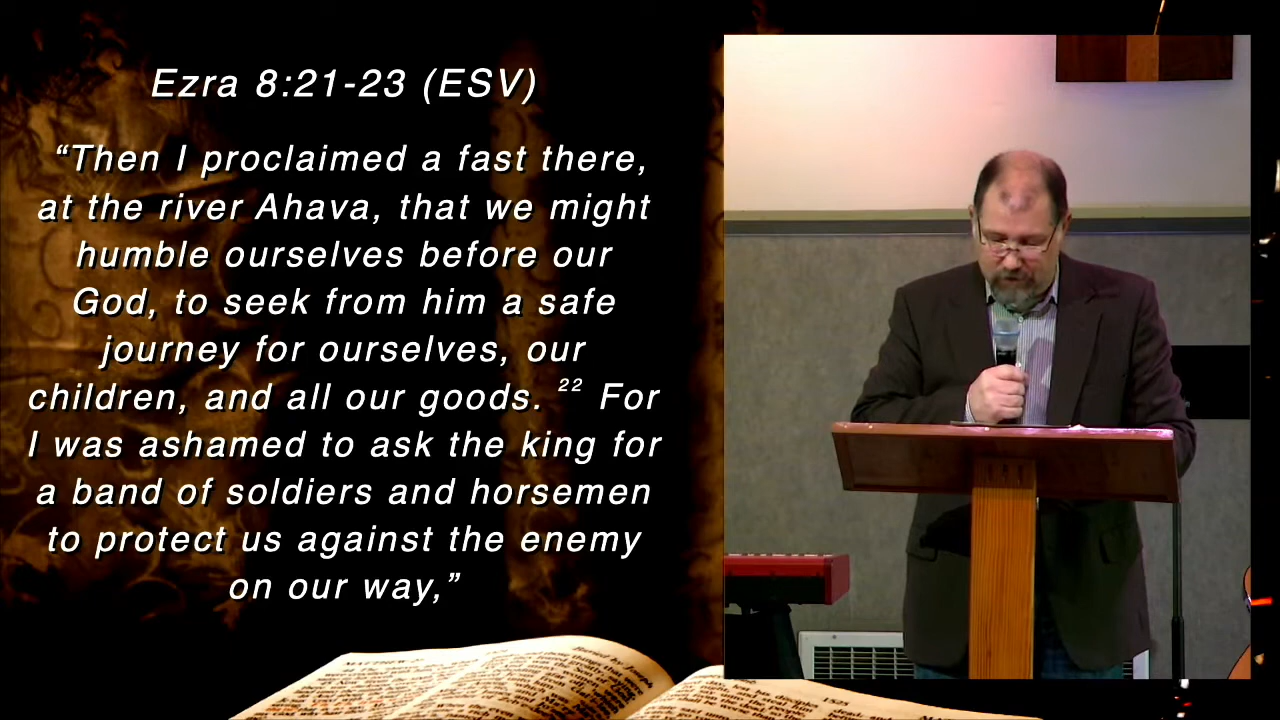 Ezra 8:21-23 (ESV)
“Then I proclaimed a fast there,
at the river Ahava, that we might
humble ourselves before our
God, to seek from him a safe
journey for ourselves, our
children, and all our goods. ²² For
I was ashamed to ask the king for
a band of soldiers and horsemen
to protect us against the enemy
on our way,”